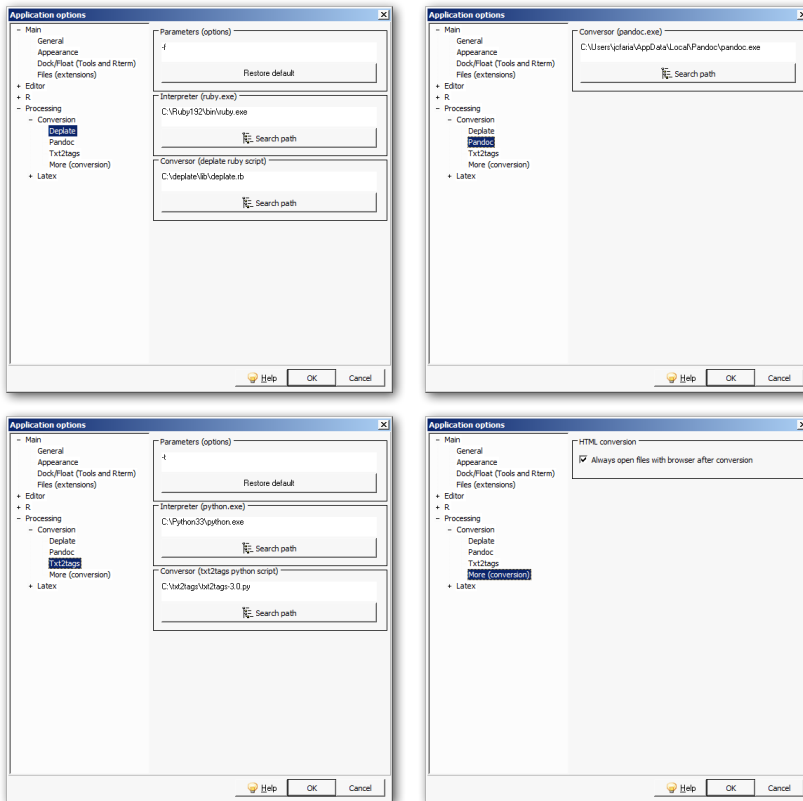 Application options
- Main
General
Appearance
Dock/Float (Tools and Rterm)
Files (extensions)
+ Editor
+ R
- Processing
- Conversion
Deplate
Pandoc
Txt2tags
More (conversion)
+ Latex
Parameters (options)
-f
Restore default
Interpreter (ruby.exe)
C:\Ruby192\bin\ruby.exe
Search path
Conversor (deplate ruby script)
C:\deplate\lib\deplate.rb
Search path
Help OK Cancel
Application options
- Main
General
Appearance
Dock/Float (Tools and Rterm)
Files (extensions)
+ Editor
+ R
- Processing
- Conversion
Deplate
Pandoc
Txt2tags
More (conversion)
+ Latex
Conversor (pandoc.exe)
C:\Users\jcfaria\AppData\Local\Pandoc\pandoc.exe
Search path
Help OK Cancel
Application options
- Main
General
Appearance
Dock/Float (Tools and Rterm)
Files (extensions)
+ Editor
+ R
- Processing
- Conversion
Deplate
Pandoc
Txt2tags
More (conversion)
+ Latex
Parameters (options)
-t
Restore default
Interpreter (python.exe)
C:\Python33\python.exe
Search path
Conversor (txt2tags python script)
C:\txt2tags\txt2tags-3.0.py
Search path
Help OK Cancel
Application options
- Main
General
Appearance
Dock/Float (Tools and Rterm)
Files (extensions)
+ Editor
+ R
- Processing
- Conversion
Deplate
Pandoc
Txt2tags
More (conversion)
+ Latex
HTML conversion
Always open files with browser after conversion
Help OK Cancel